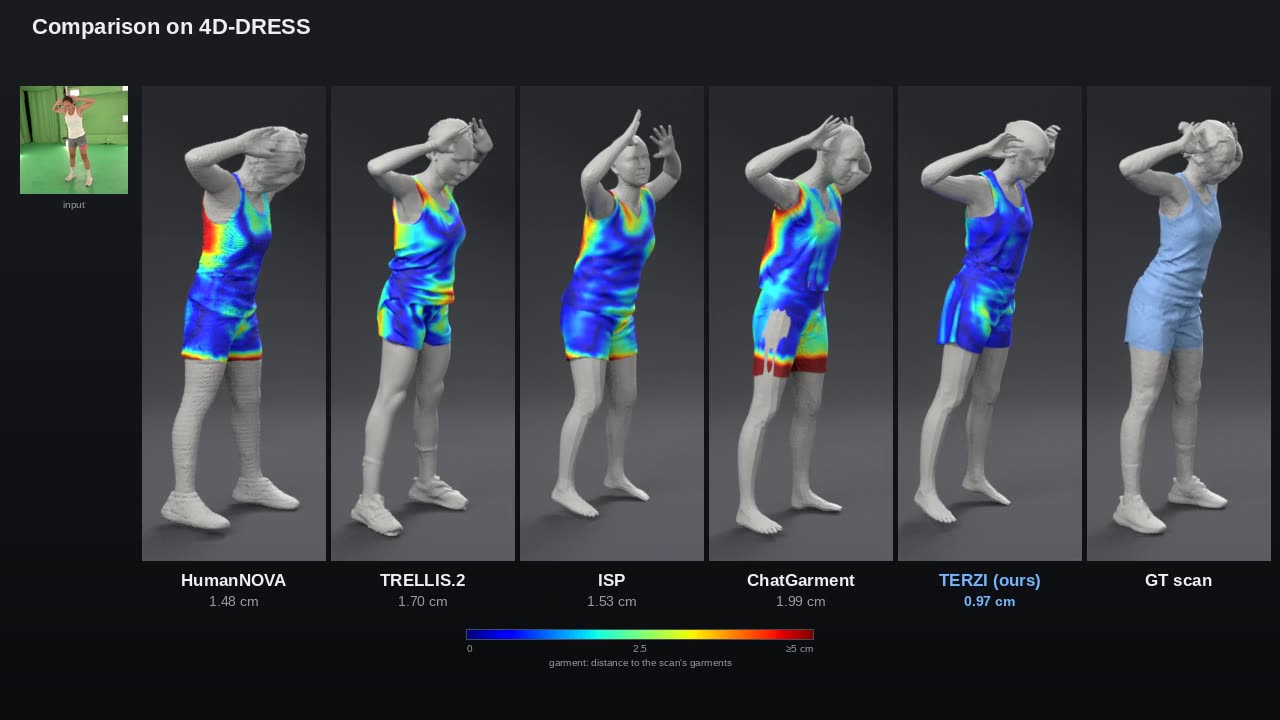 Comparison on 4D-DRESS
input
HumanNOVA
1.48 cm
TRELLIS.2
1.70 cm
ISP
1.53 cm
ChatGarment
1.99 cm
TERZI (ours)
0.97 cm
GT scan
0 2.5 ≥5 cm
garment: distance to the scan's garments